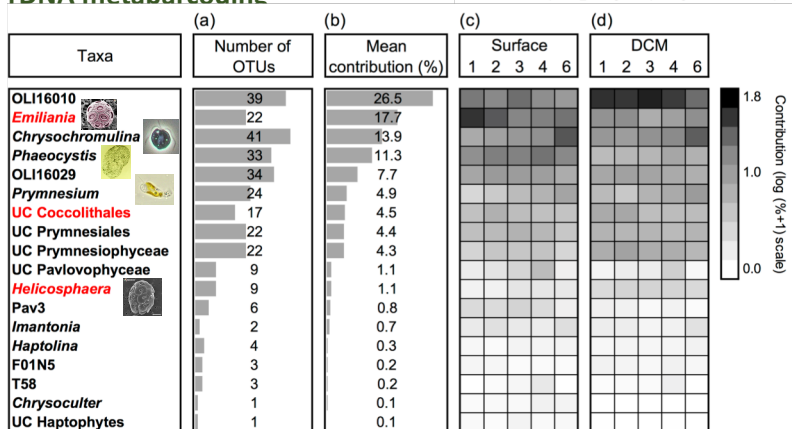 rDNA metabarcoding
(a) (b) (c) (d)
Taxa Number of OTUs Mean contribution (%) Surface DCM
1 2 3 4 6 1 2 3 4 6
OLI16010 39 26.5
Emiliania 22 17.7
Chrysochromulina 41 13.9
Phaeocystis 33 11.3
OLI16029 34 7.7
Prymnesium 24 4.9
UC Coccolithales 17 4.5
UC Prymnesiales 22 4.4
UC Prymnesiophyceae 22 4.3
UC Pavlovophyceae 9 1.1
Helicosphaera 9 1.1
Pav3 6 0.8
Imantonia 2 0.7
Haptolina 4 0.3
F01N5 3 0.2
T58 3 0.2
Chrysoculter 1 0.1
UC Haptophytes 1 0.1
1.8
1.0
0.0
Contribution (log (%+1) scale)